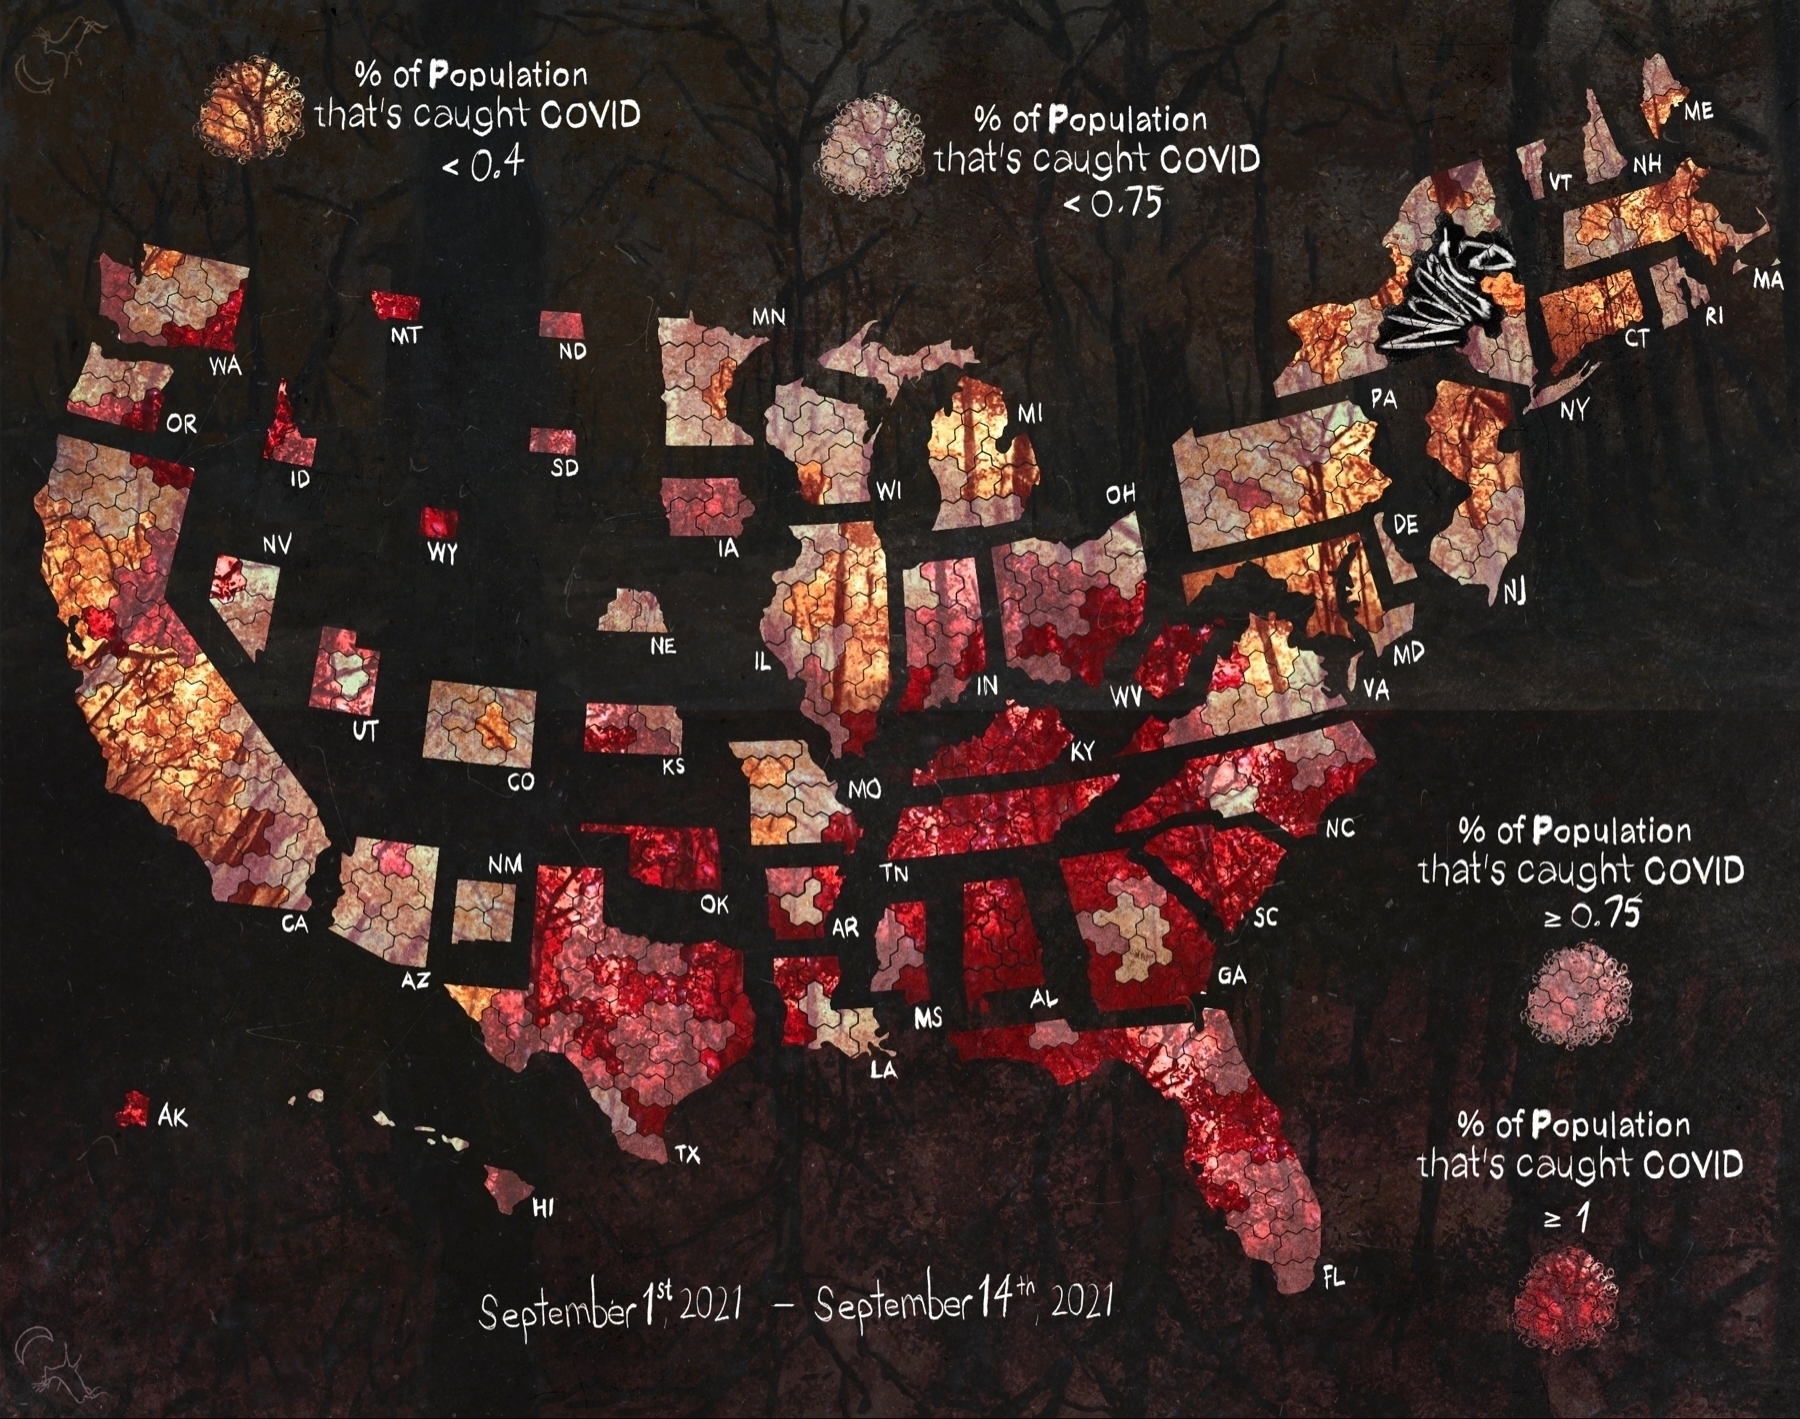 % of Population
that's caught COVID
< 0.4
% of Population
that's caught COVID
< 0.75
ME
NH
VT
MA
RI
CT
NY
PA
WA
MT
ND
MN
OR
MI
ID
SD
WI
OH
DE
NV
WY
IA
NJ
NE
IL
MD
IN
WV
VA
UT
CO
KS
KY
MO
NC
% of Population
that's caught COVID
≥ 0.75
NM
TN
OK
AR
SC
CA
AZ
GA
AL
MS
LA
AK
TX
HI
FL
% of Population
that's caught COVID
≥ 1
September 1st, 2021 – September 14th, 2021